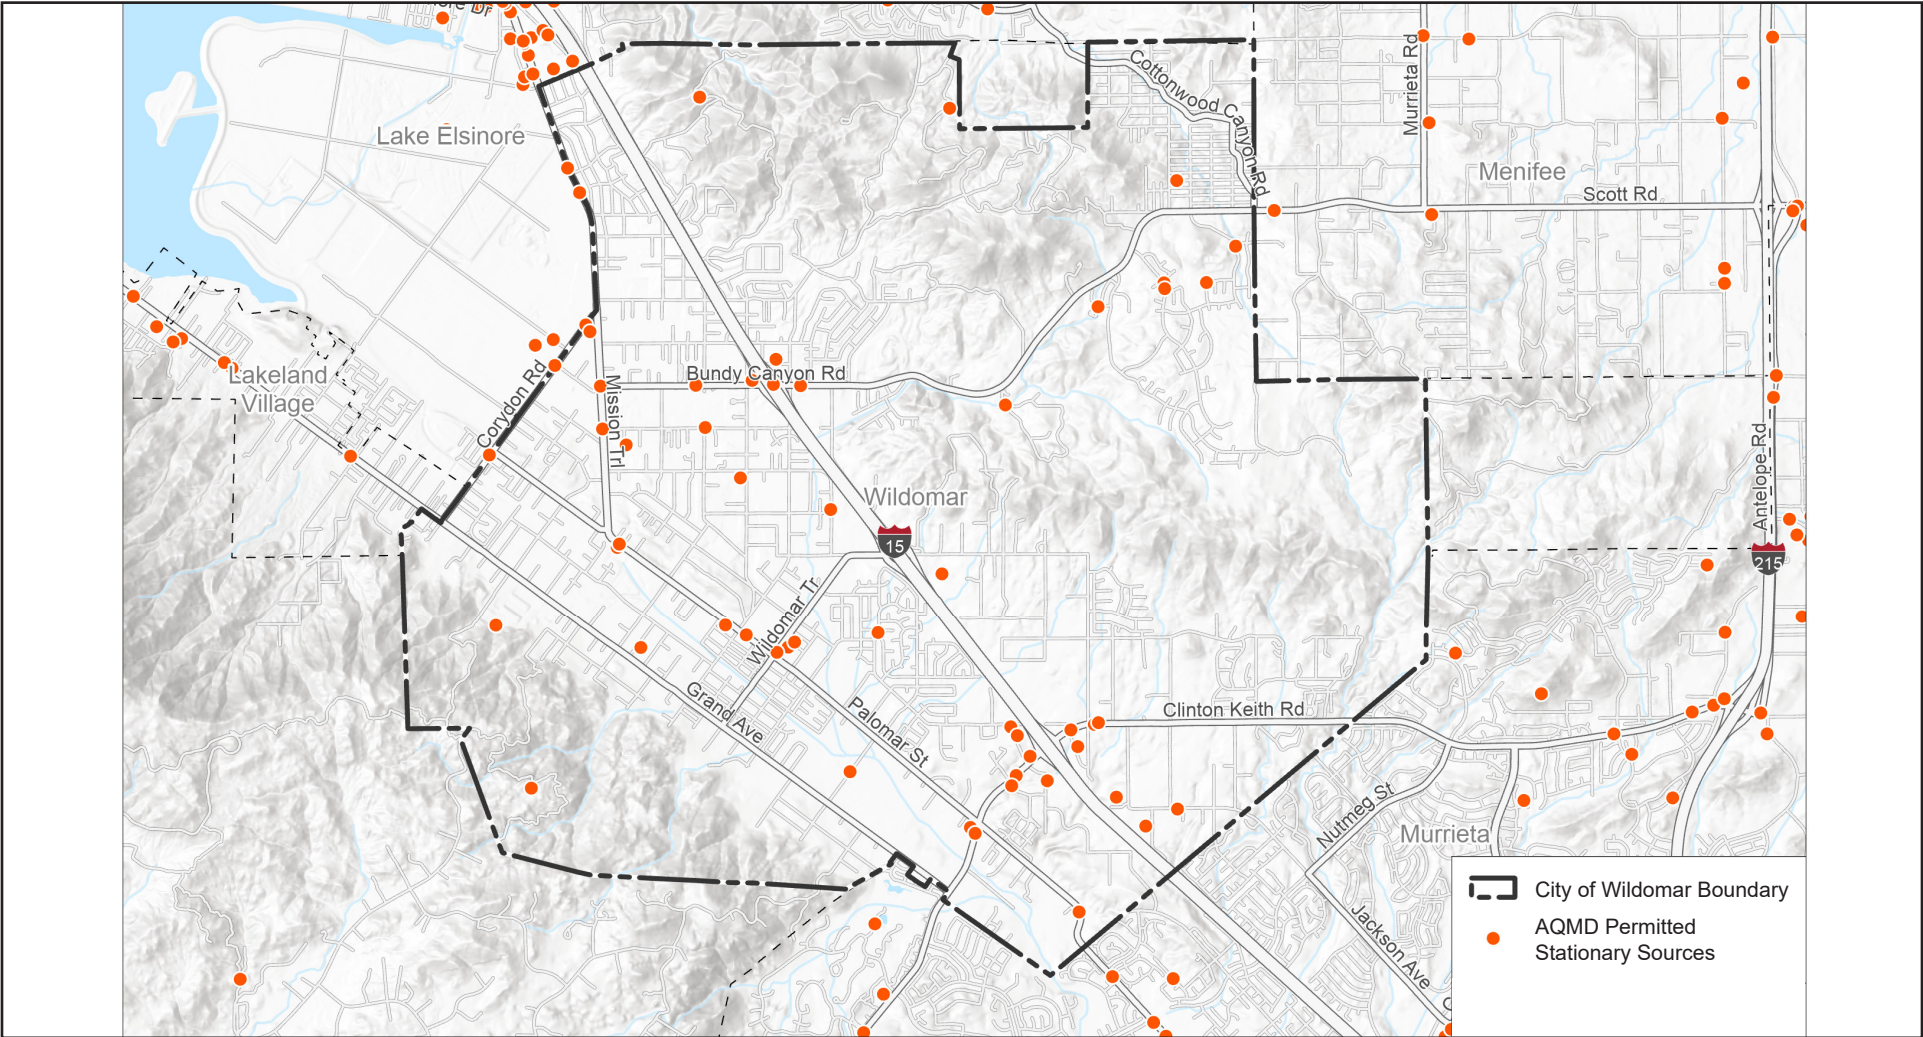 Dr
Lake Elsinore
Cottonwood Canyon Rd
Murrieta Rd
Menifee
Scott Rd
Lakeland
Village
Corydon Rd
Mission Trl
Bundy Canyon Rd
Antelope Rd
Wildomar
15
215
Wildomar Tr
Grand Ave
Palomar St
Clinton Keith Rd
Nutmeg St
Murrieta
Jackson Ave
City of Wildomar Boundary
AQMD Permitted
Stationary Sources